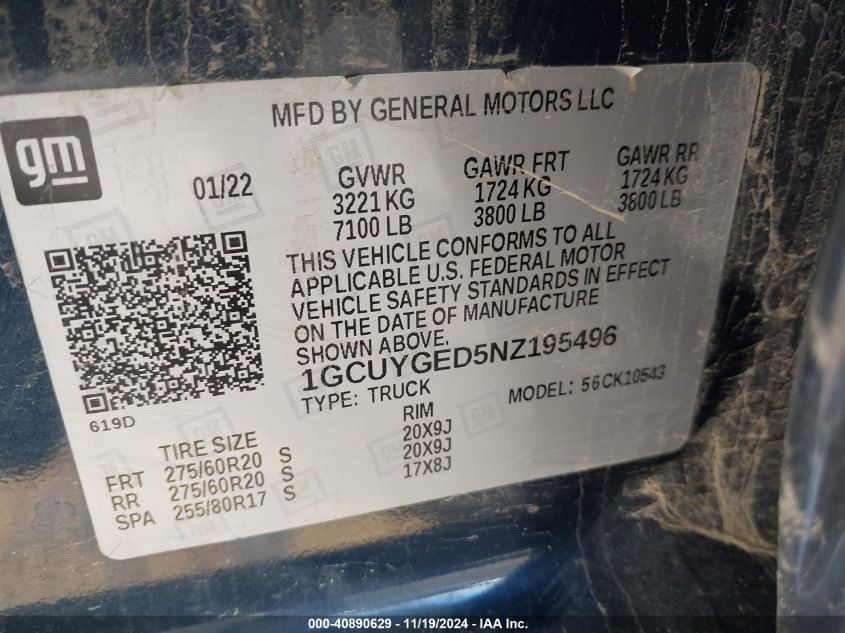 MFD BY GENERAL MOTORS LLC
gm
01/22
GVWR
3221 KG
7100 LB
GAWR FRT
1724 KG
3800 LB
GAWR RR
1724 KG
3800 LB
THIS VEHICLE CONFORMS TO ALL
APPLICABLE U.S. FEDERAL MOTOR
VEHICLE SAFETY STANDARDS IN EFFECT
ON THE DATE OF MANUFACTURE
SHOWN ABOVE.
1GCUYGED5NZ195496
TYPE: TRUCK
MODEL: 56CK10543
619D
TIRE SIZE
RIM
FRT 275/60R20 S 20X9J
RR 275/60R20 S 20X9J
SPA 255/80R17 S 17X8J
000-40890629 - 11/19/2024 - IAA Inc.